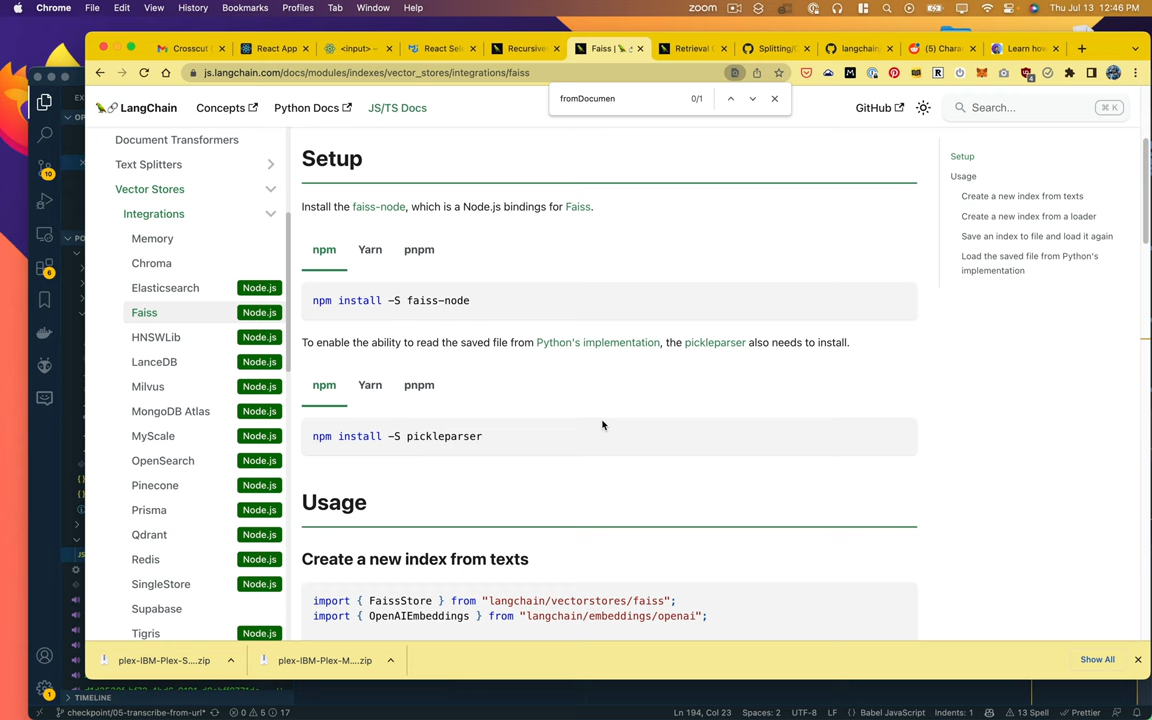 Chrome File Edit View History Bookmarks Profiles Tab Window Help zoom Thu Jul 13 12:46 PM
Crosscut React App <input> – React Sel Recursive Faiss | Retrieval Splitting/ langchain. (5) Chara Learn how
js.langchain.com/docs/modules/indexes/vector_stores/integrations/faiss
fromDocumen 0/1
LangChain Concepts Python Docs JS/TS Docs GitHub Search... ⌘ K
Document Transformers
Text Splitters
Vector Stores
Integrations
Memory
Chroma
Elasticsearch Node.js
Faiss Node.js
HNSWLib Node.js
LanceDB Node.js
Milvus Node.js
MongoDB Atlas Node.js
MyScale Node.js
OpenSearch Node.js
Pinecone Node.js
Prisma Node.js
Qdrant Node.js
Redis Node.js
SingleStore Node.js
Supabase
Tigris Node.js
Setup
Install the faiss-node, which is a Node.js bindings for Faiss.
npm Yarn pnpm
npm install -S faiss-node
To enable the ability to read the saved file from Python's implementation, the pickleparser also needs to install.
npm Yarn pnpm
npm install -S pickleparser
Usage
Create a new index from texts
import { FaissStore } from "langchain/vectorstores/faiss";
import { OpenAIEmbeddings } from "langchain/embeddings/openai";
Setup
Usage
Create a new index from texts
Create a new index from a loader
Save an index to file and load it again
Load the saved file from Python's
implementation
plex-IBM-Plex-S....zip plex-IBM-Plex-M....zip Show All
TIMELINE
checkpoint/05-transcribe-from-url* 0 5 17 Ln 194, Col 23 Spaces: 2 UTF-8 LF {} Babel JavaScript Indents: 1 13 Spell Prettier